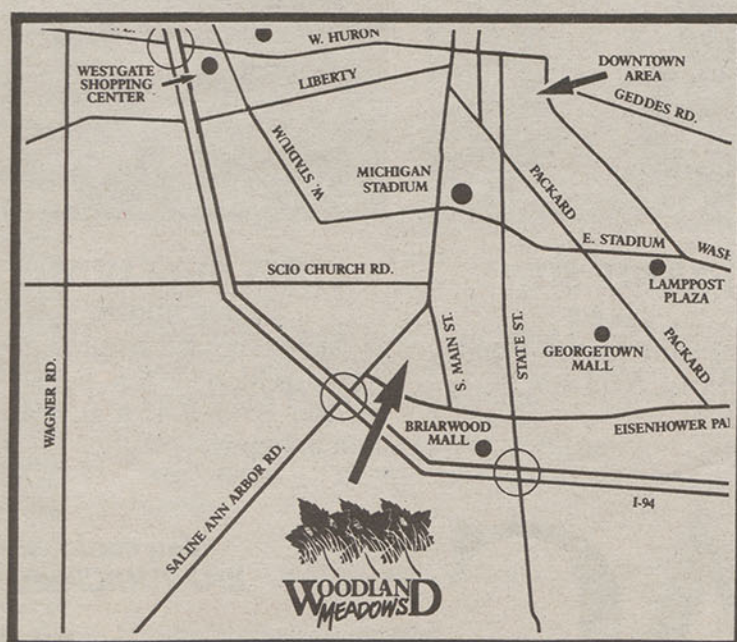 W. HURON
WESTGATE
SHOPPING
CENTER
LIBERTY
DOWNTOWN
AREA
GEDDES RD.
W. STADIUM
MICHIGAN
STADIUM
PACKARD
E. STADIUM
SCIO CHURCH RD.
LAMPPOST
PLAZA
WAGNER RD.
S. MAIN ST.
STATE ST.
GEORGETOWN
MALL
PACKARD
BRIARWOOD
MALL
EISENHOWER
SALINE ANN ARBOR RD.
I-94
WOODLAND
MEADOWS